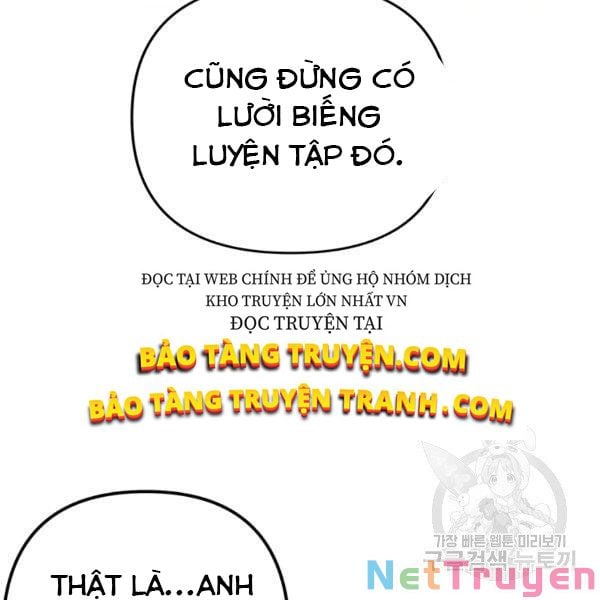 CŨNG ĐỪNG CÓ
LƯỜI BIẾNG
LUYỆN TẬP ĐÓ.
ĐỌC TẠI WEB CHÍNH ĐỂ ỦNG HỘ NHÓM DỊCH
KHO TRUYỆN LỚN NHẤT VN
ĐỌC TRUYỆN TẠI
BẢO TÀNG TRUYỆN.COM
BẢO TÀNG TRUYỆN TRANH.COM
가장 빠른 웹툰 미리보기
구글검색 뉴토끼
NetTruyen
THẬT LÀ...ANH